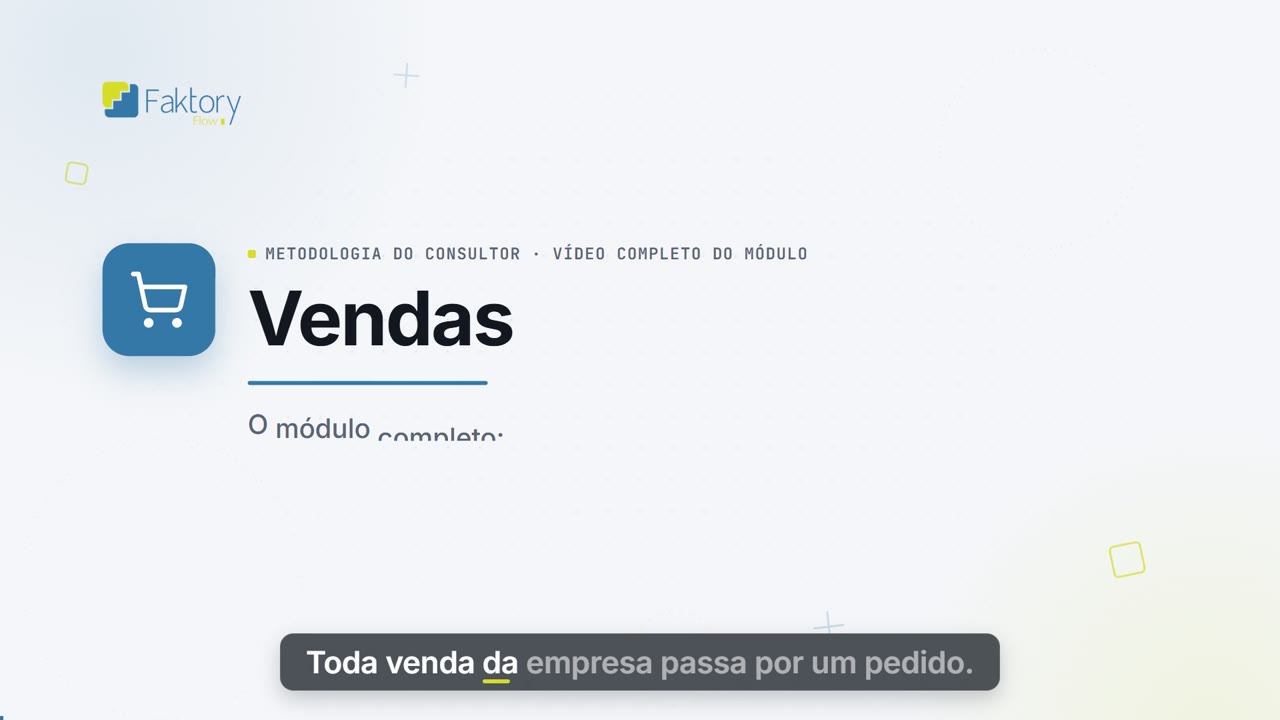 Faktory
Flow
METODOLOGIA DO CONSULTOR · VÍDEO COMPLETO DO MÓDULO
Vendas
O módulo completo:
Toda venda da empresa passa por um pedido.